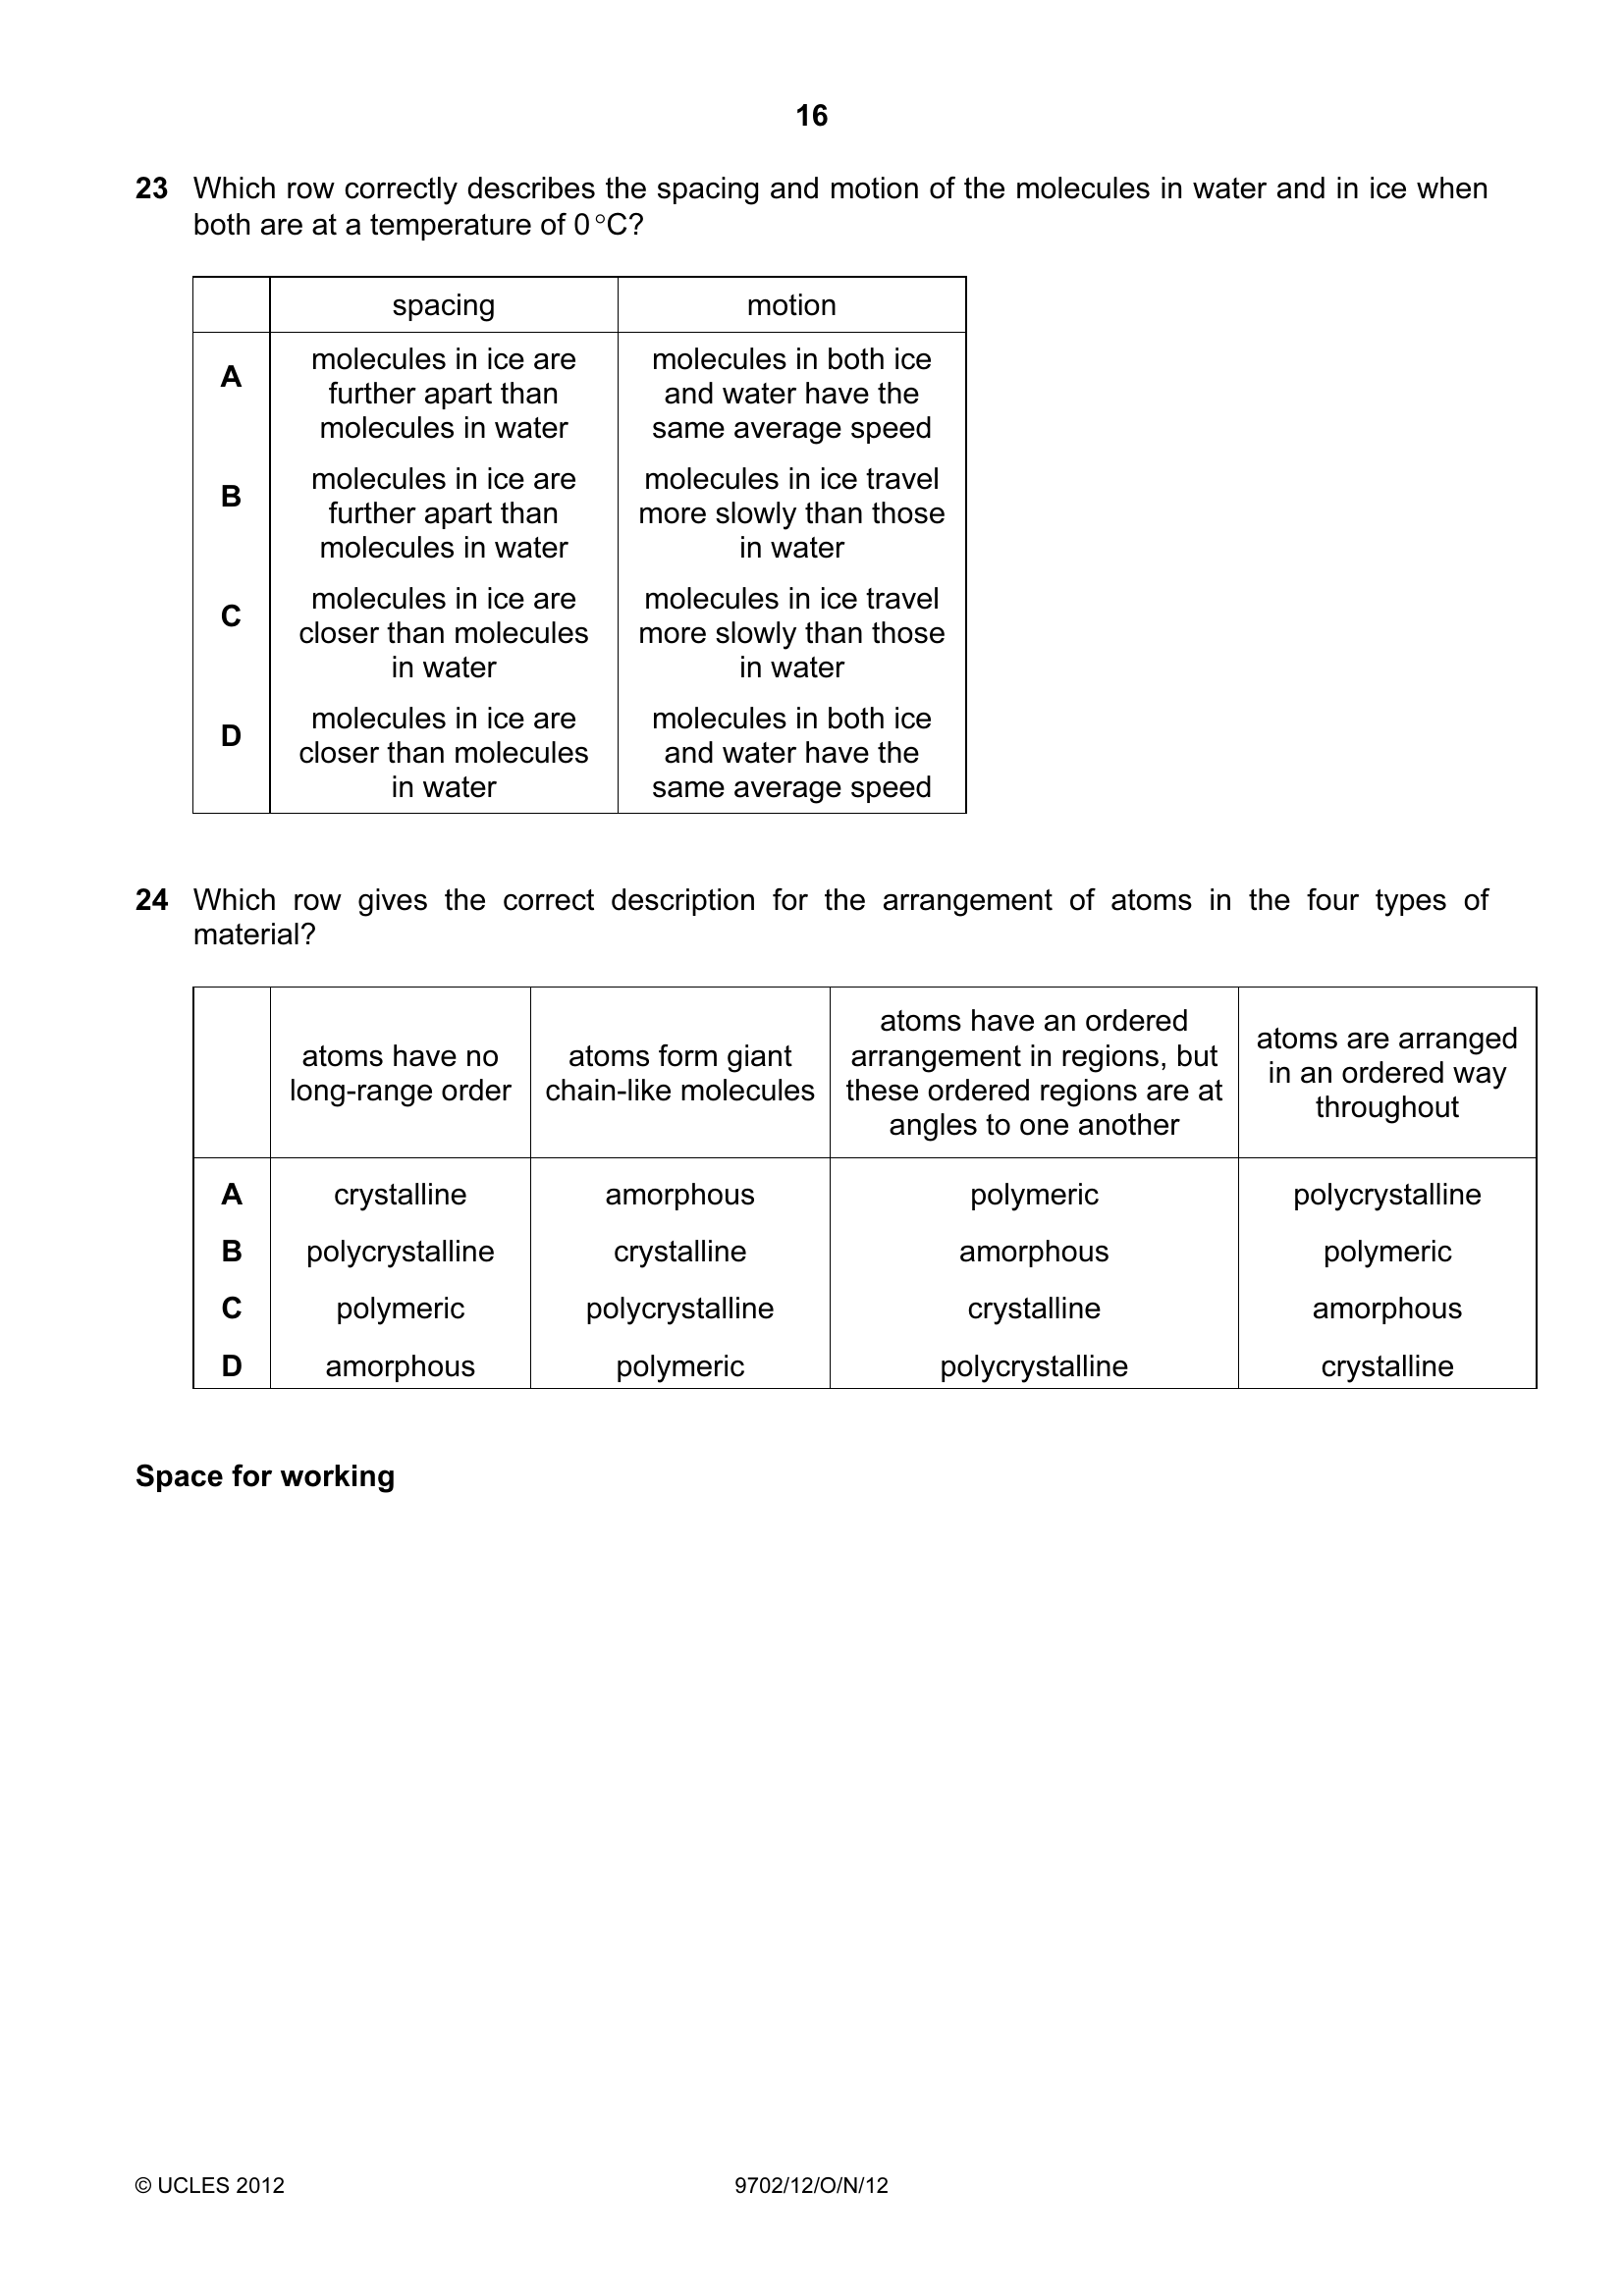 16
23 Which row correctly describes the spacing and motion of the molecules in water and in ice when
both are at a temperature of 0 °C?
spacing motion
A molecules in ice are further apart than molecules in water molecules in both ice and water have the same average speed
B molecules in ice are further apart than molecules in water molecules in ice travel more slowly than those in water
C molecules in ice are closer than molecules in water molecules in ice travel more slowly than those in water
D molecules in ice are closer than molecules in water molecules in both ice and water have the same average speed
24 Which row gives the correct description for the arrangement of atoms in the four types of
material?
atoms have no long-range order atoms form giant chain-like molecules atoms have an ordered arrangement in regions, but these ordered regions are at angles to one another atoms are arranged in an ordered way throughout
A crystalline amorphous polymeric polycrystalline
B polycrystalline crystalline amorphous polymeric
C polymeric polycrystalline crystalline amorphous
D amorphous polymeric polycrystalline crystalline
Space for working
© UCLES 2012 9702/12/O/N/12